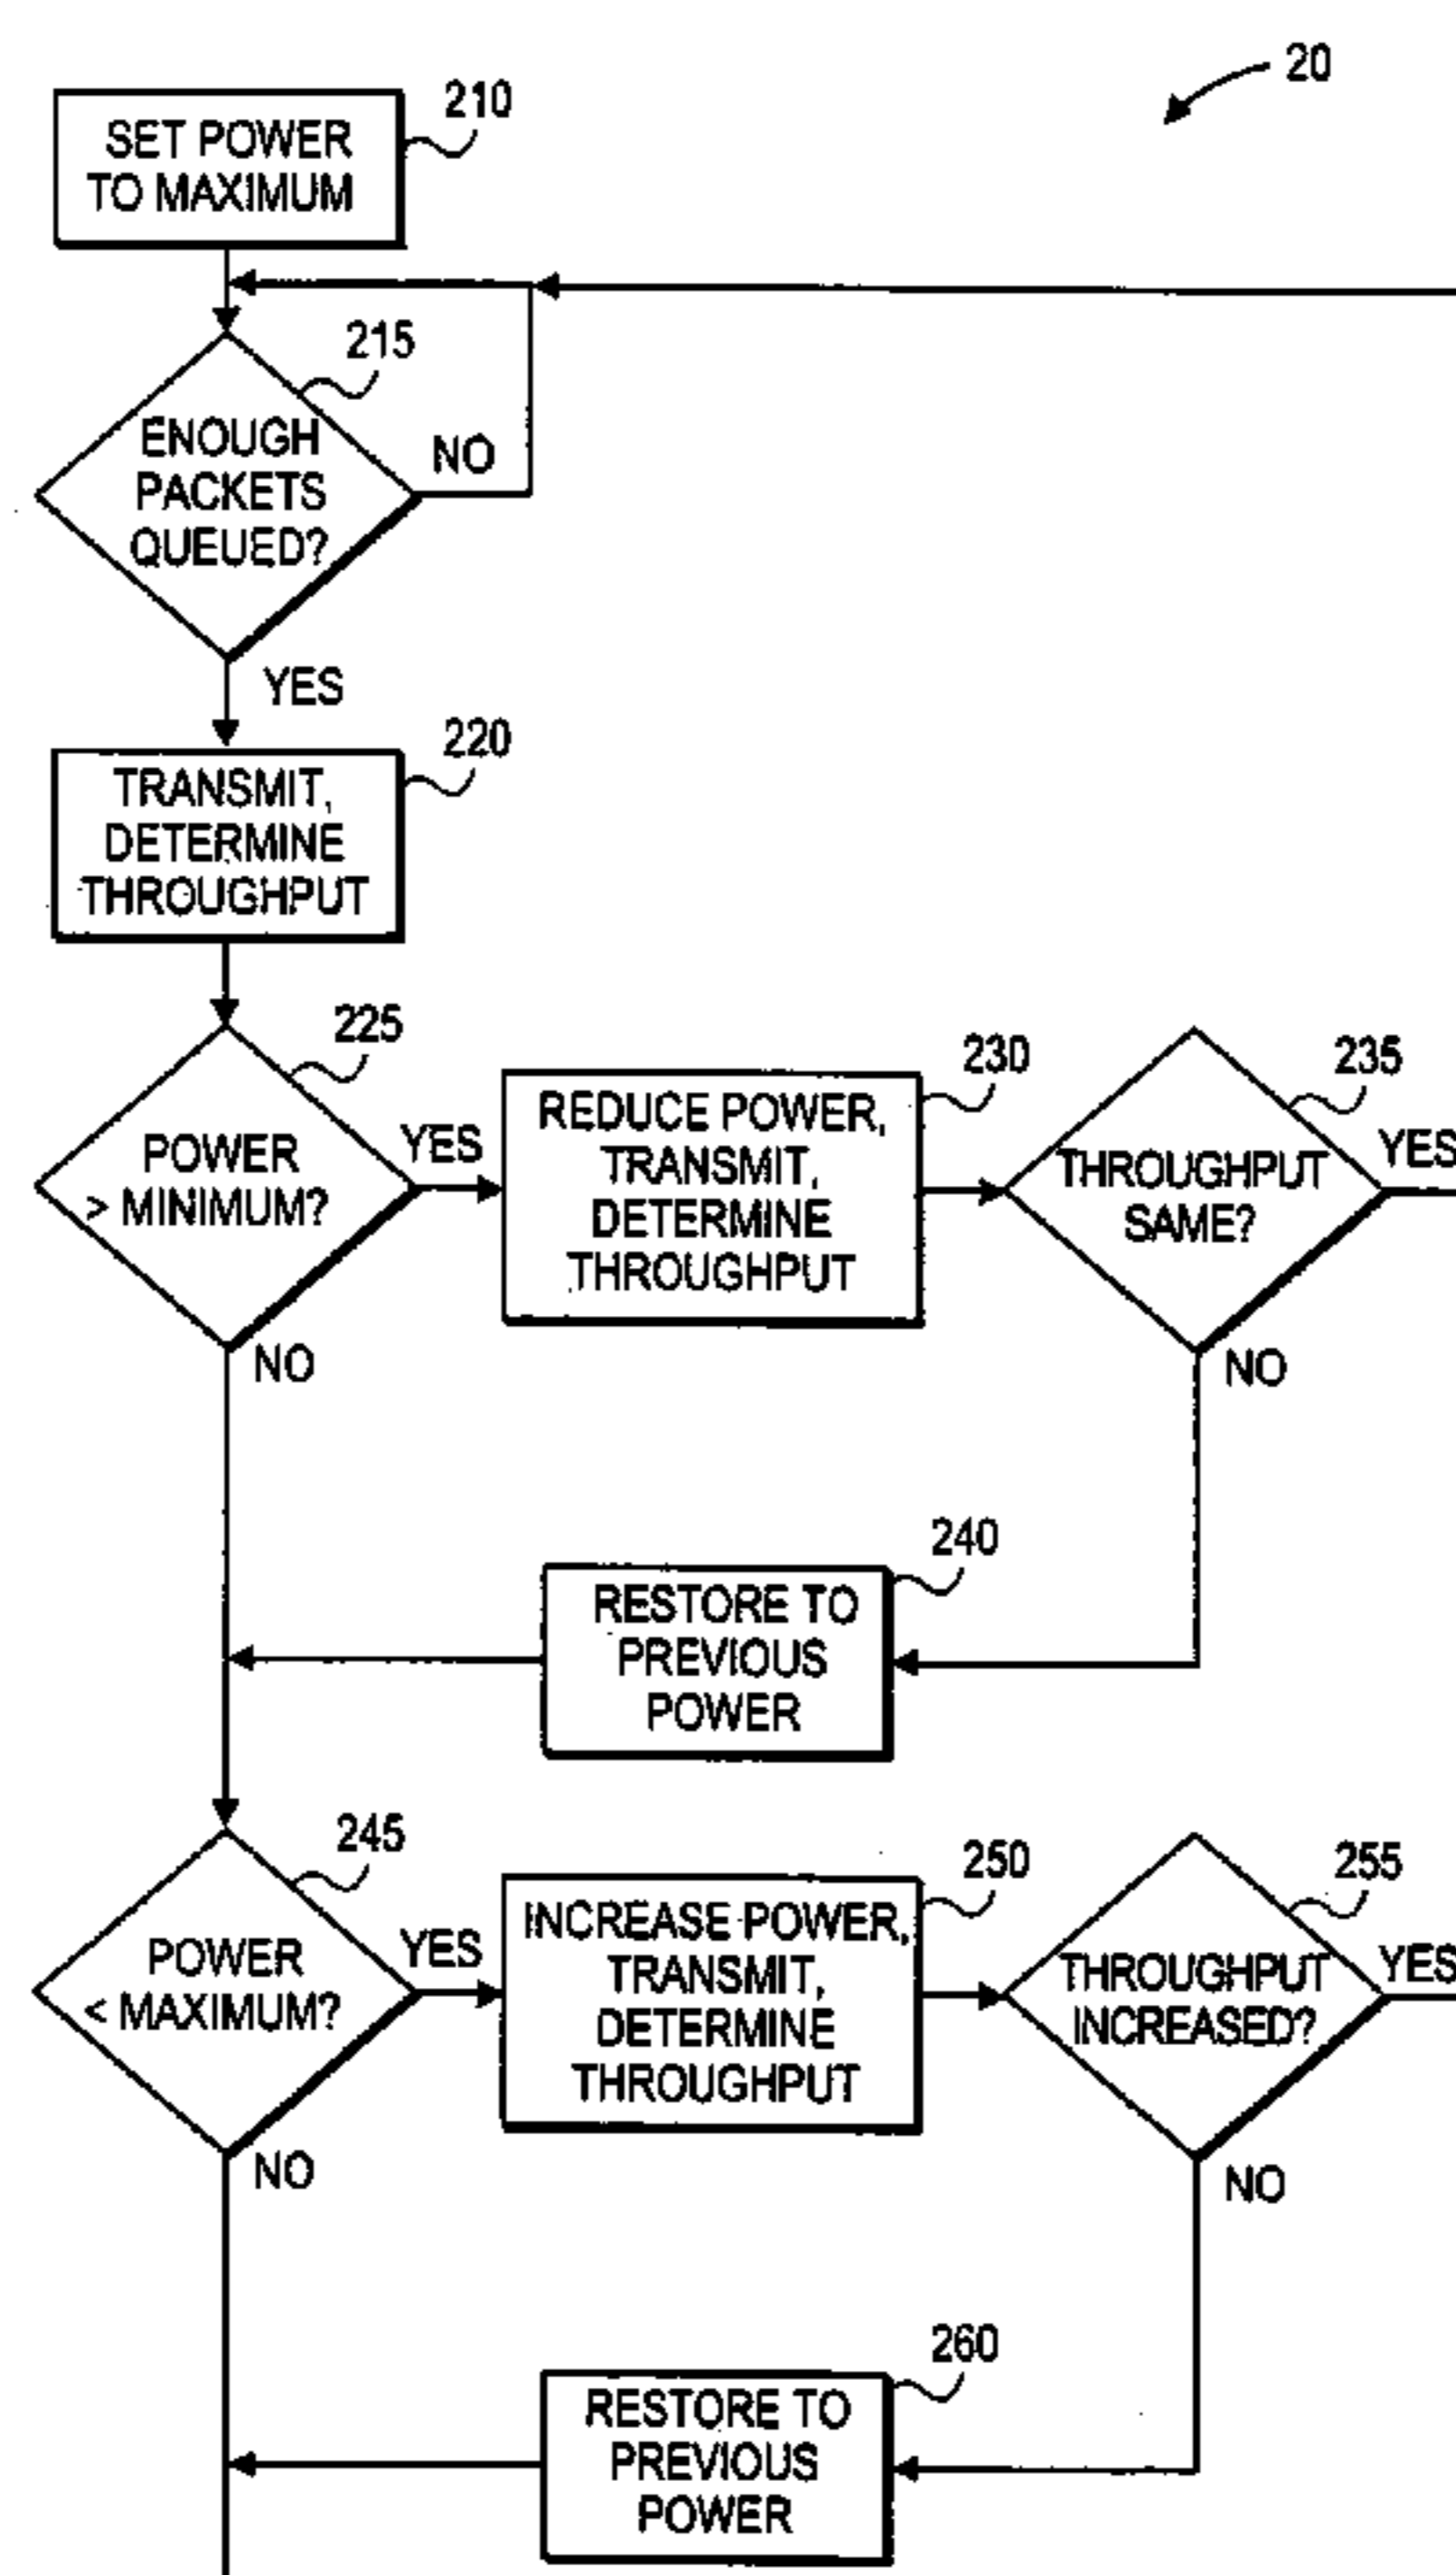 20
210
SET POWER
TO MAXIMUM
215
ENOUGH
PACKETS
QUEUED?
NO
YES
220
TRANSMIT,
DETERMINE
THROUGHPUT
225
POWER
> MINIMUM?
YES
NO
230
REDUCE POWER,
TRANSMIT,
DETERMINE
THROUGHPUT
235
THROUGHPUT
SAME?
YES
NO
240
RESTORE TO
PREVIOUS
POWER
245
POWER
< MAXIMUM?
YES
NO
250
INCREASE POWER,
TRANSMIT,
DETERMINE
THROUGHPUT
255
THROUGHPUT
INCREASED?
YES
NO
260
RESTORE TO
PREVIOUS
POWER